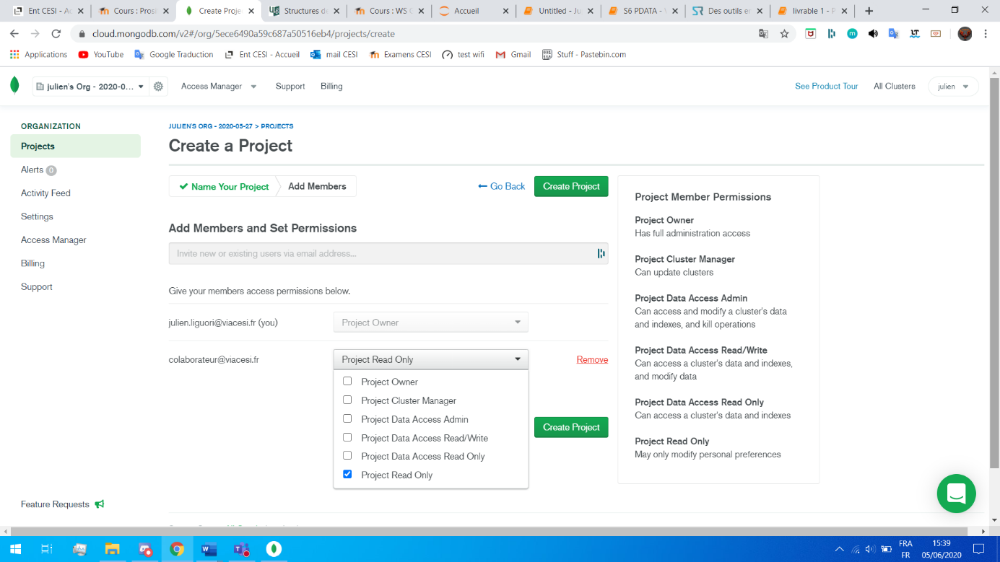 Ent CESI - Ac
Cours : Pros
Create Proje
Structures de
Cours : WS C
Accueil
Untitled - Ju
S6 PDATA -
Des outils en
livrable 1 - P
cloud.mongodb.com/v2#/org/5ece6490a59c687a50516eb4/projects/create
Applications
YouTube
Google Traduction
Ent CESI - Accueil
mail CESI
Examens CESI
test wifi
Gmail
Stuff - Pastebin.com
julien's Org - 2020-0...
Access Manager
Support
Billing
See Product Tour
All Clusters
julien
ORGANIZATION
Projects
Alerts 0
Activity Feed
Settings
Access Manager
Billing
Support
Feature Requests
JULIEN'S ORG - 2020-05-27 > PROJECTS
Create a Project
Name Your Project
Add Members
Go Back
Create Project
Add Members and Set Permissions
Invite new or existing users via email address...
Give your members access permissions below.
julien.liguori@viacesi.fr (you)
Project Owner
colaborateur@viacesi.fr
Project Read Only
Remove
Project Owner
Project Cluster Manager
Project Data Access Admin
Project Data Access Read/Write
Project Data Access Read Only
Project Read Only
Create Project
Project Member Permissions
Project Owner
Has full administration access
Project Cluster Manager
Can update clusters
Project Data Access Admin
Can access and modify a cluster's data
and indexes, and kill operations
Project Data Access Read/Write
Can access a cluster's data and indexes,
and modify data
Project Data Access Read Only
Can access a cluster's data and indexes
Project Read Only
May only modify personal preferences
FRA
FR
15:39
05/06/2020